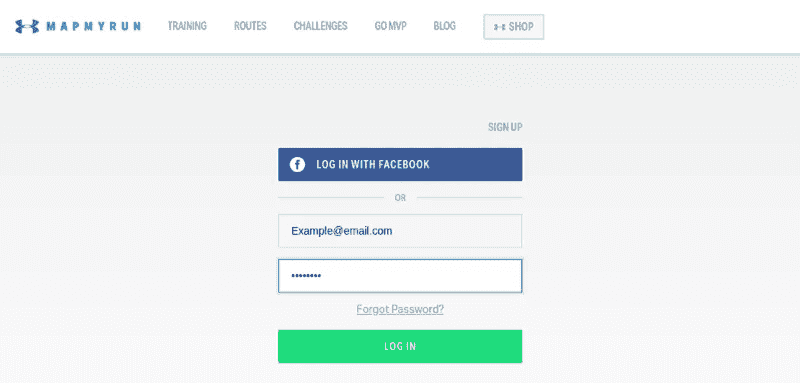 MAPMYRUN TRAINING ROUTES CHALLENGES GO MVP BLOG SHOP
SIGN UP
LOG IN WITH FACEBOOK
OR
Example@email.com
••••••••
Forgot Password?
LOG IN